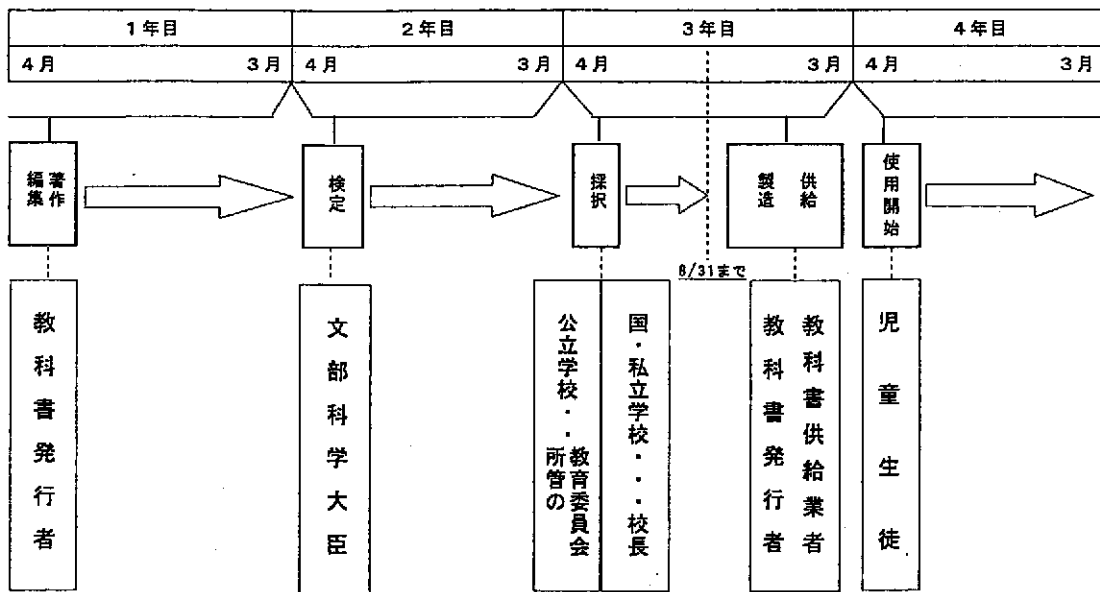 1年目
2年目
3年目
4年目
4月
3月
4月
3月
4月
3月
4月
3月
著作
編集
検定
採択
供給
製造
使用開始
8/31まで
教科書発行者
文部科学大臣
公立学校・・
所管の
教育委員会
国・私立学校・・・校長
教科書供給業者
教科書発行者
児童生徒